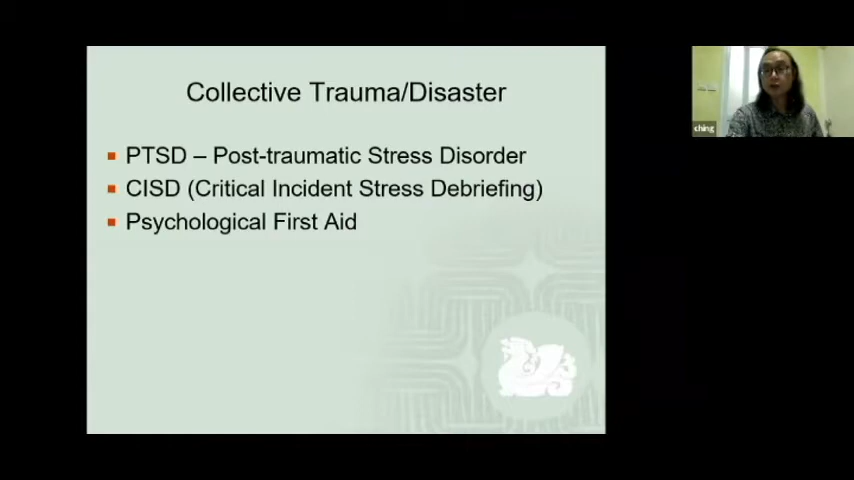 Collective Trauma/Disaster
PTSD – Post-traumatic Stress Disorder
CISD (Critical Incident Stress Debriefing)
Psychological First Aid
ching